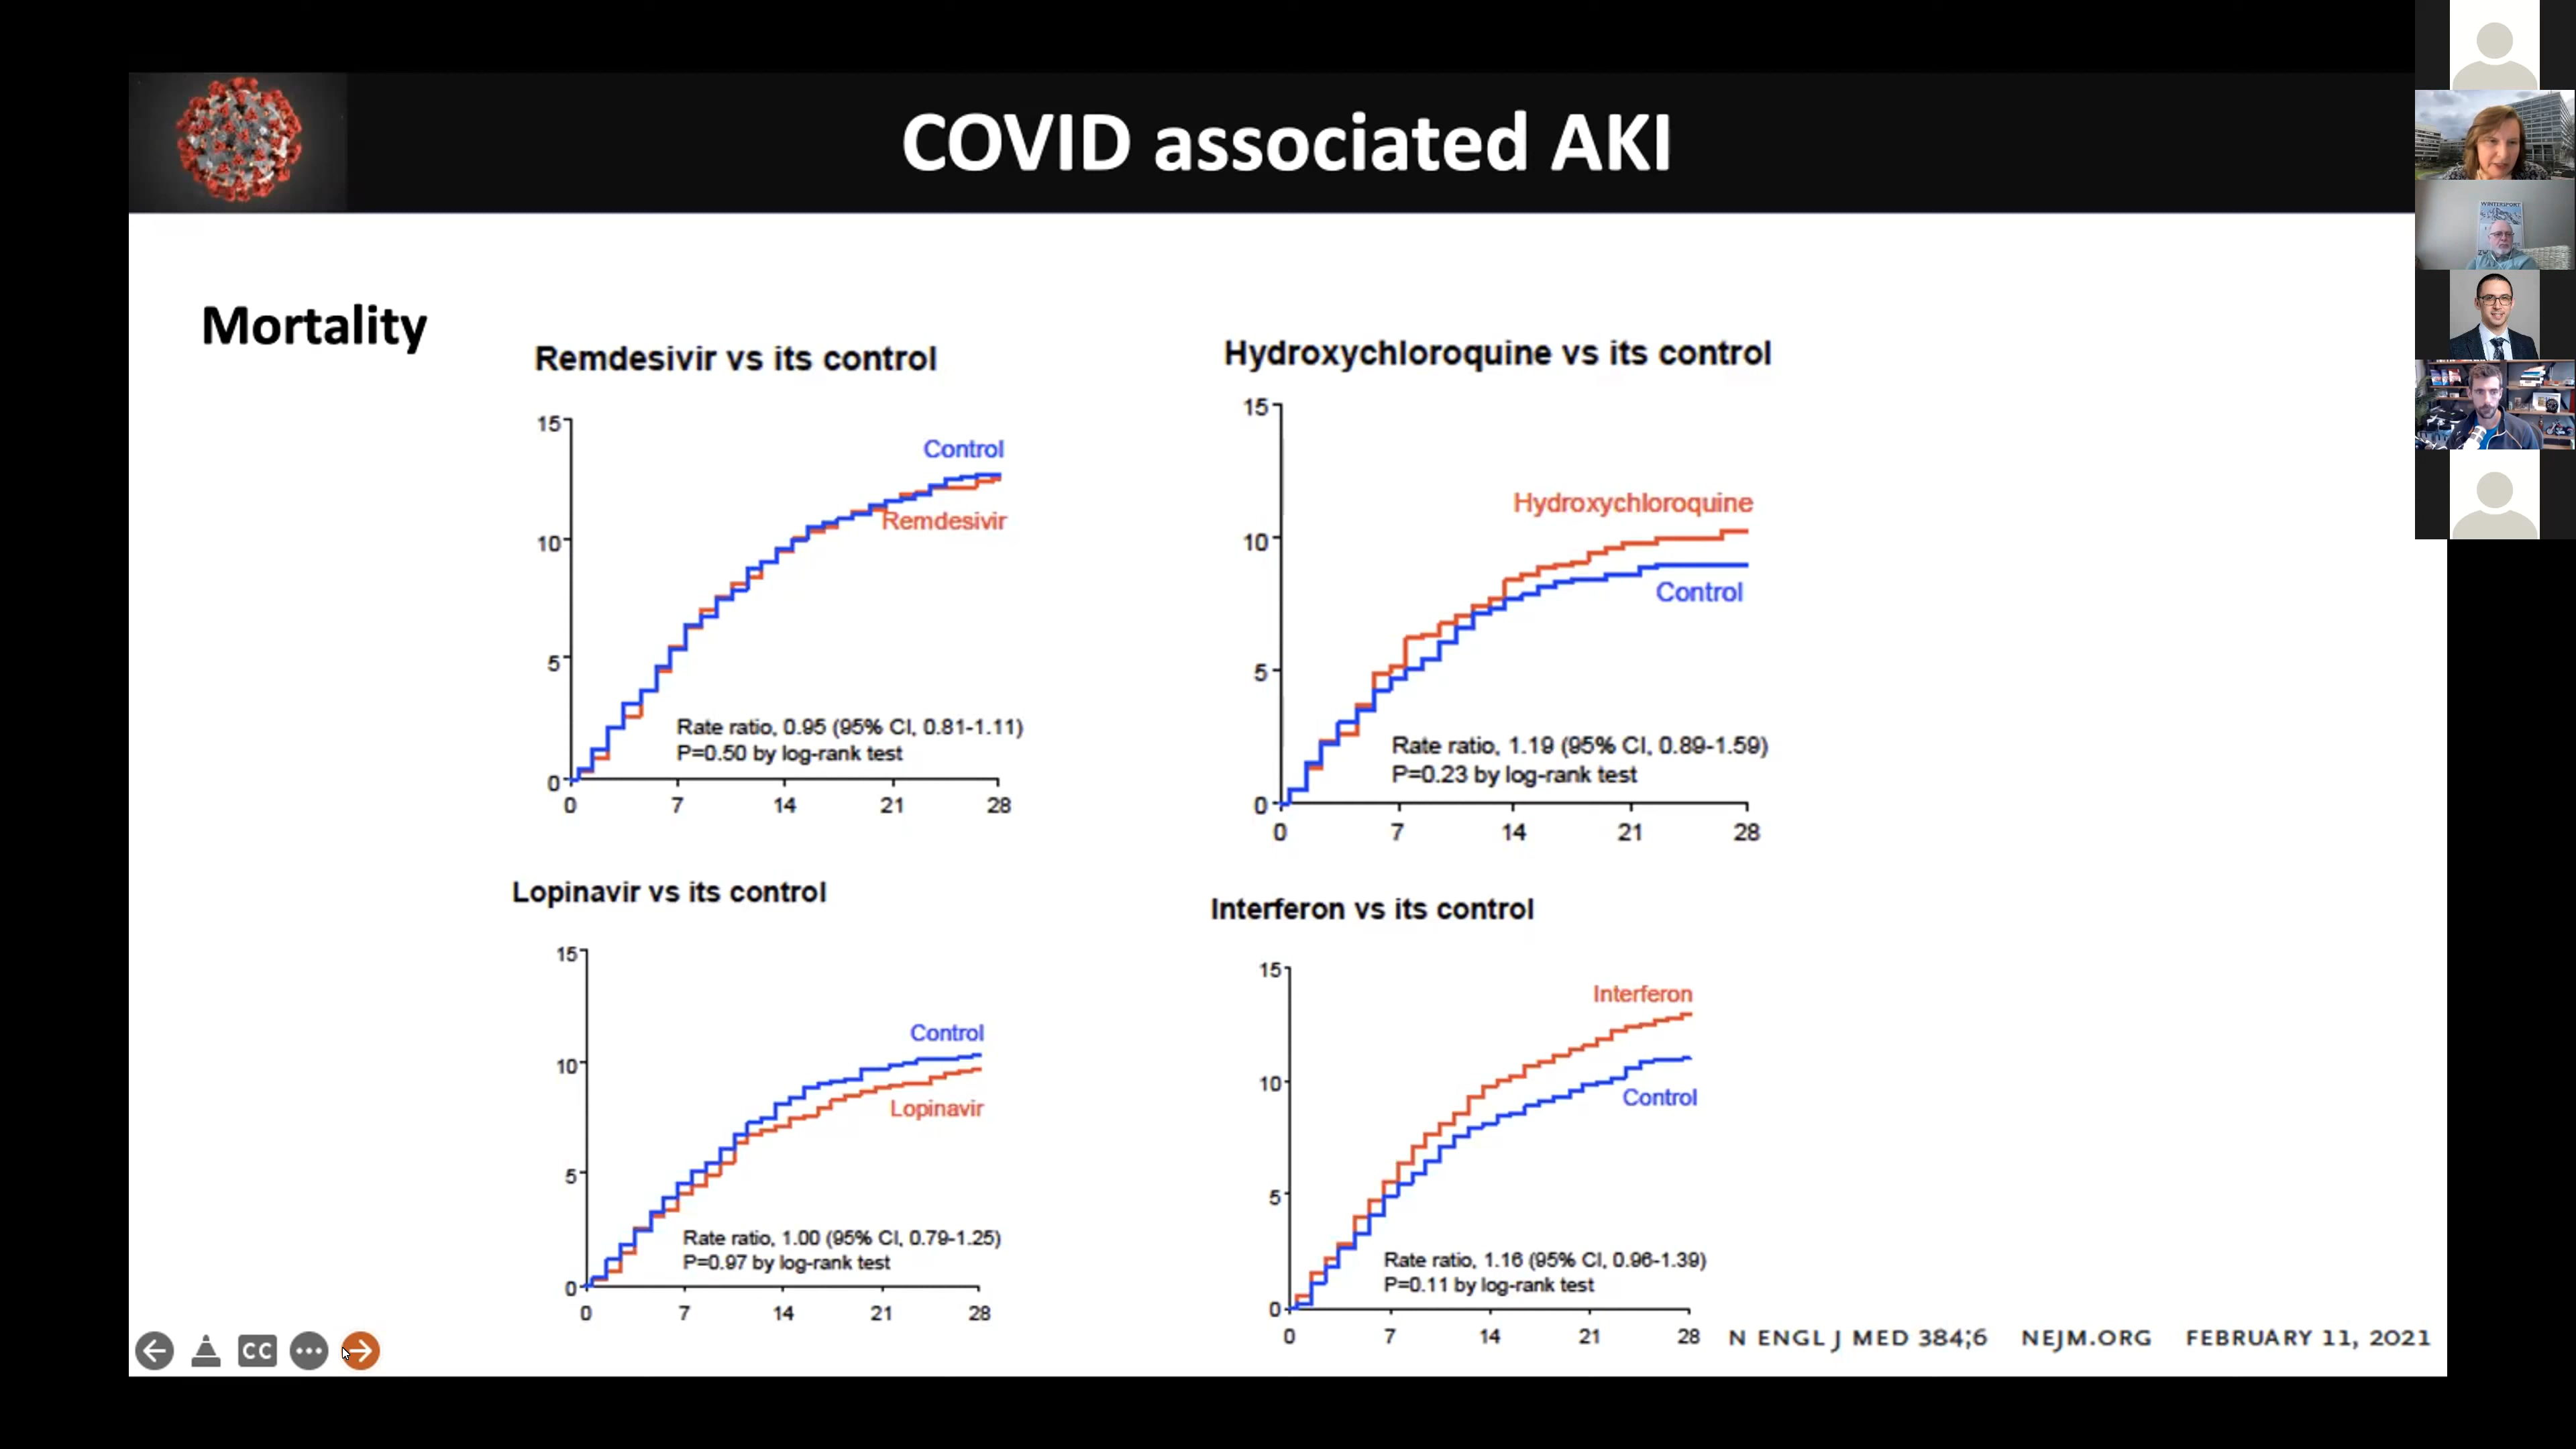 COVID associated AKI
Mortality
Remdesivir vs its control
15
10
5
0
0 7 14 21 28
Control
Remdesivir
Rate ratio, 0.95 (95% CI, 0.81-1.11)
P=0.50 by log-rank test
Hydroxychloroquine vs its control
15
10
5
0
0 7 14 21 28
Hydroxychloroquine
Control
Rate ratio, 1.19 (95% CI, 0.89-1.59)
P=0.23 by log-rank test
Lopinavir vs its control
15
10
5
0
0 7 14 21 28
Control
Lopinavir
Rate ratio, 1.00 (95% CI, 0.79-1.25)
P=0.97 by log-rank test
Interferon vs its control
15
10
5
0
0 7 14 21 28
Interferon
Control
Rate ratio, 1.16 (95% CI, 0.96-1.39)
P=0.11 by log-rank test
CC
N ENGL J MED 384;6 NEJM.ORG FEBRUARY 11, 2021
WINTERSPORT